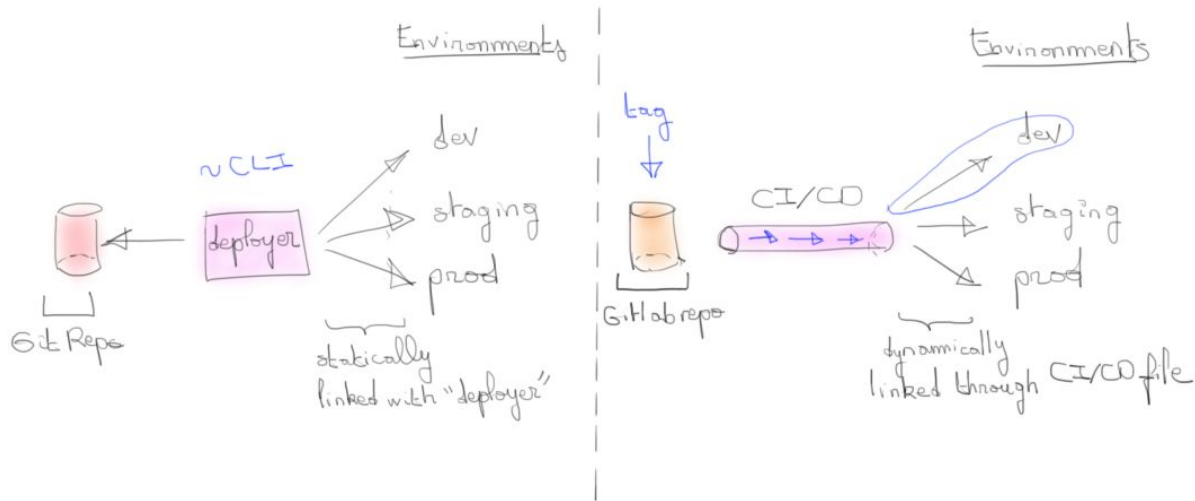 Environments
dev
~CLI
staging
deployer
prod
Git Repo
statically
linked with "deployer"
Environments
tag
dev
CI/CD
staging
prod
GitLab repo
dynamically
linked through CI/CD file